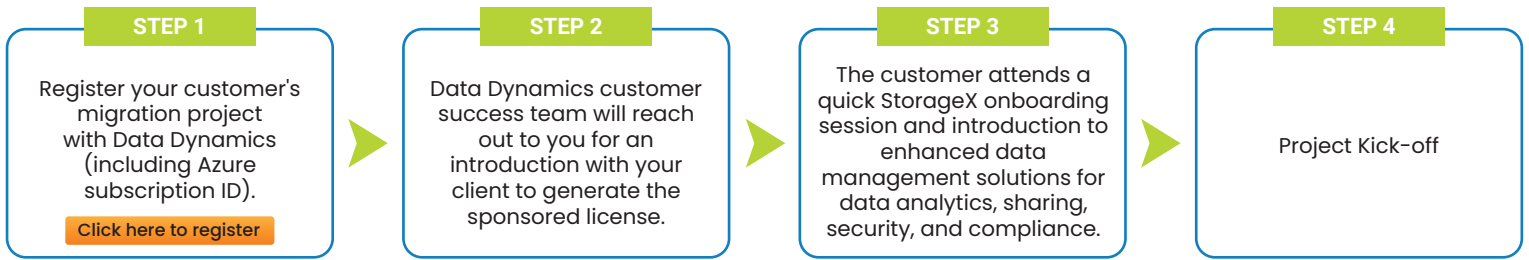 STEP 1
Register your customer's
migration project
with Data Dynamics
(including Azure
subscription ID).
Click here to register
STEP 2
Data Dynamics customer
success team will reach
out to you for an
introduction with your
client to generate the
sponsored license.
STEP 3
The customer attends a
quick StorageX onboarding
session and introduction to
enhanced data
management solutions for
data analytics, sharing,
security, and compliance.
STEP 4
Project Kick-off